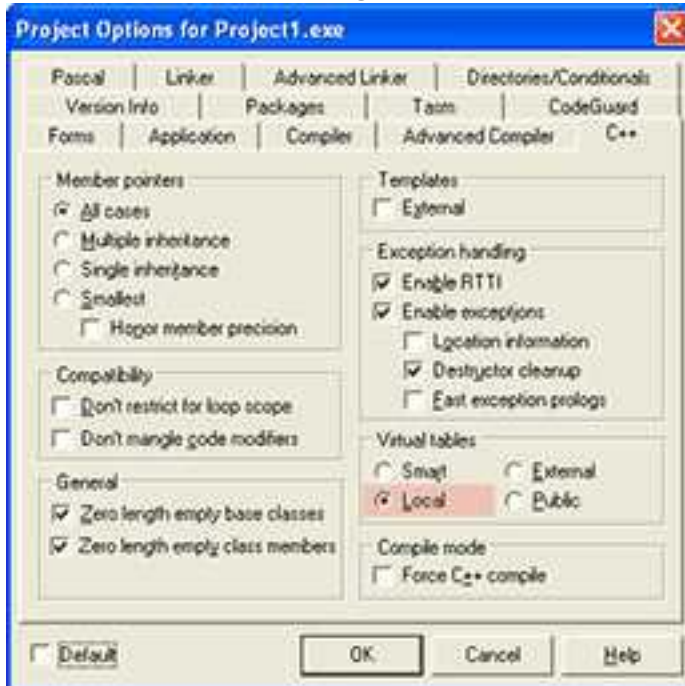 Project Options for Project1.exe
Pascal Linker Advanced Linker Directories/Conditionals
Version Info Packages Tasm CodeGuard
Forms Application Compiler Advanced Compiler C++
Member pointers
All cases
Multiple inheritance
Single inheritance
Smallest
Honor member precision
Compatibility
Don't restrict for loop scope
Don't mangle code modifiers
General
Zero length empty base classes
Zero length empty class members
Templates
External
Exception handling
Enable RTTI
Enable exceptions
Location information
Destructor cleanup
Fast exception prologs
Virtual tables
Smart External
Local Public
Compile mode
Force C++ compile
Default OK Cancel Help